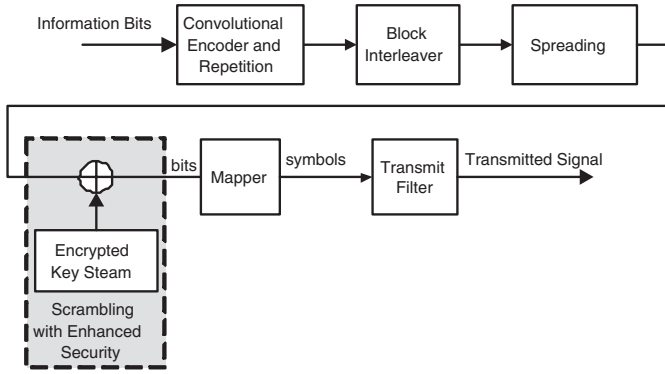 Information Bits
Convolutional
Encoder and
Repetition
Block
Interleaver
Spreading
bits
Mapper
symbols
Transmit
Filter
Transmitted Signal
Encrypted
Key Steam
Scrambling
with Enhanced
Security